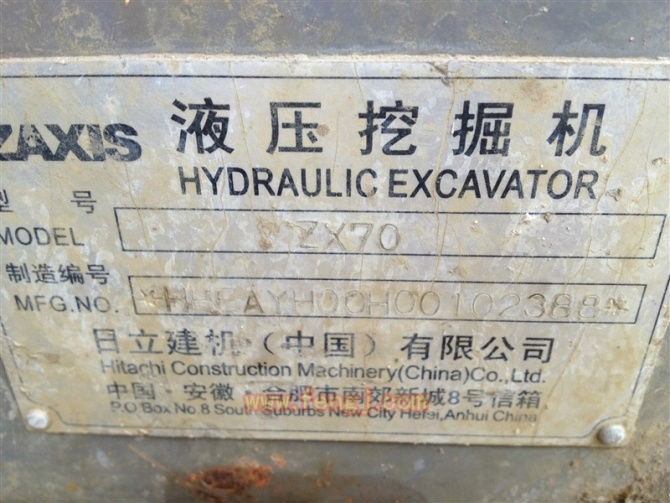 ZAXIS 液压挖掘机
HYDRAULIC EXCAVATOR
型号
MODEL ZX70
制造编号
MFG.NO.
日立建机（中国）有限公司
Hitachi Construction Machinery(China)Co.,Ltd.
中国·安徽·合肥市南郊新城8号信箱
P.O Box No.8 South Suburbs New City Hefei,Anhui China